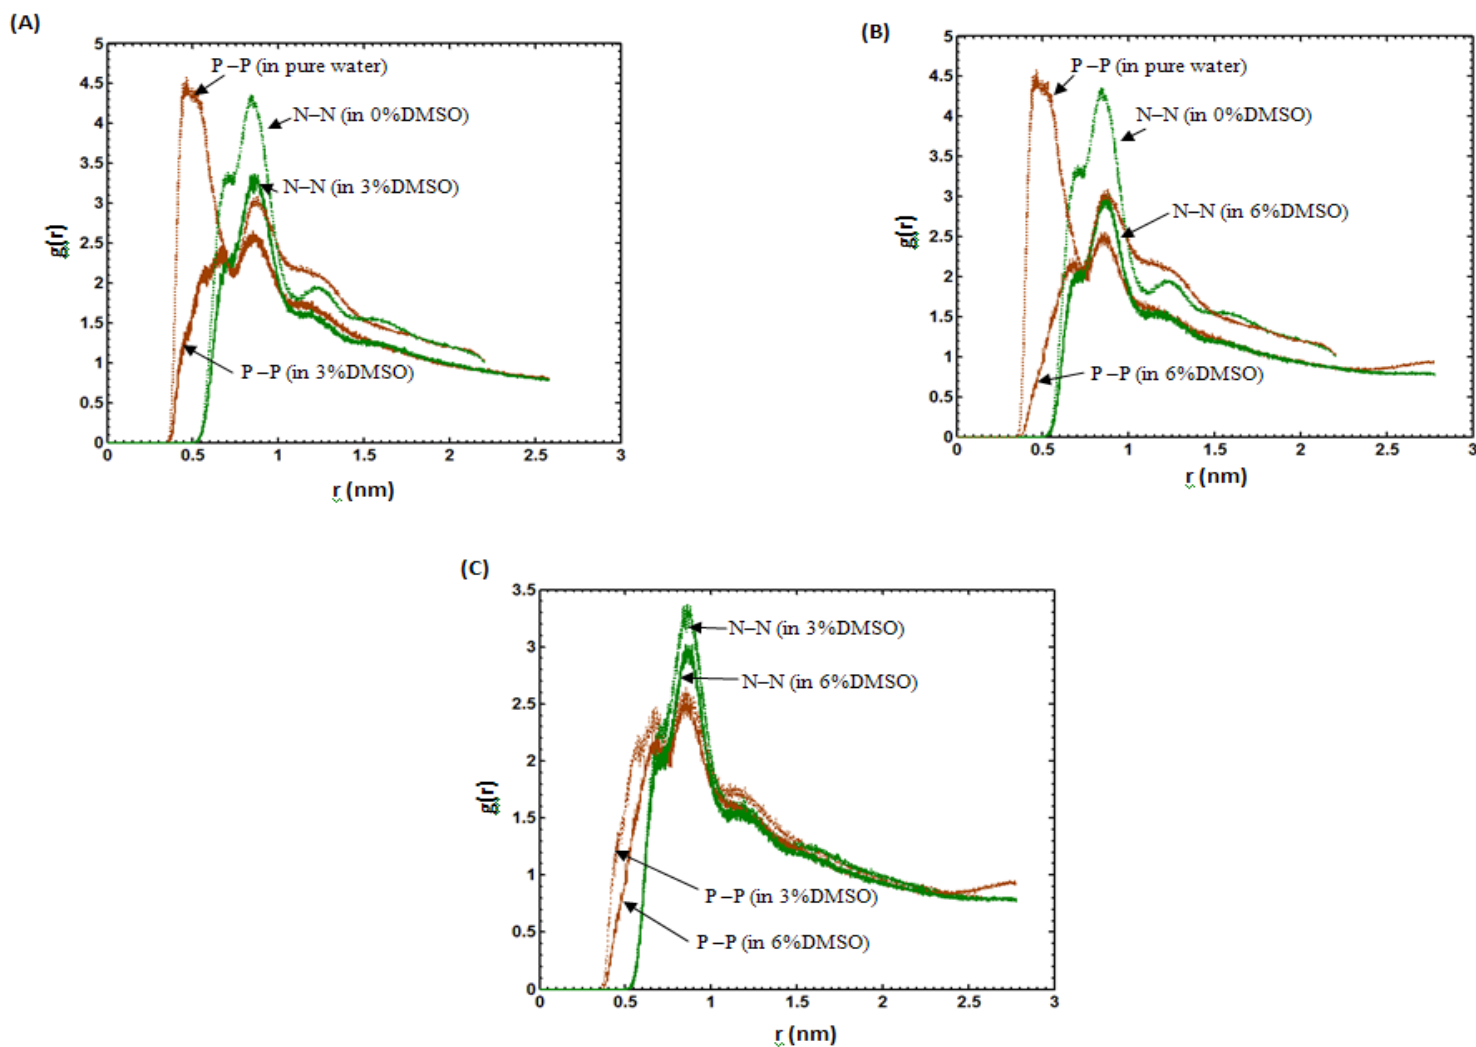 (A)
5
4.5
4
3.5
3
2.5
2
1.5
1
0.5
0
0
0.5
1
1.5
2
2.5
3
g(r)
r (nm)
P –P (in pure water)
N–N (in 0%DMSO)
N–N (in 3%DMSO)
P –P (in 3%DMSO)
(B)
5
4.5
4
3.5
3
2.5
2
1.5
1
0.5
0
0
0.5
1
1.5
2
2.5
3
g(r)
r (nm)
P –P (in pure water)
N–N (in 0%DMSO)
N–N (in 6%DMSO)
P –P (in 6%DMSO)
(C)
3.5
3
2.5
2
1.5
1
0.5
0
0
0.5
1
1.5
2
2.5
3
g(r)
r (nm)
N–N (in 3%DMSO)
N–N (in 6%DMSO)
P –P (in 3%DMSO)
P –P (in 6%DMSO)